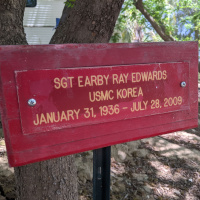 SGT EARBY RAY EDWARDS
USMC KOREA
JANUARY 31, 1936 - JULY 28, 2009